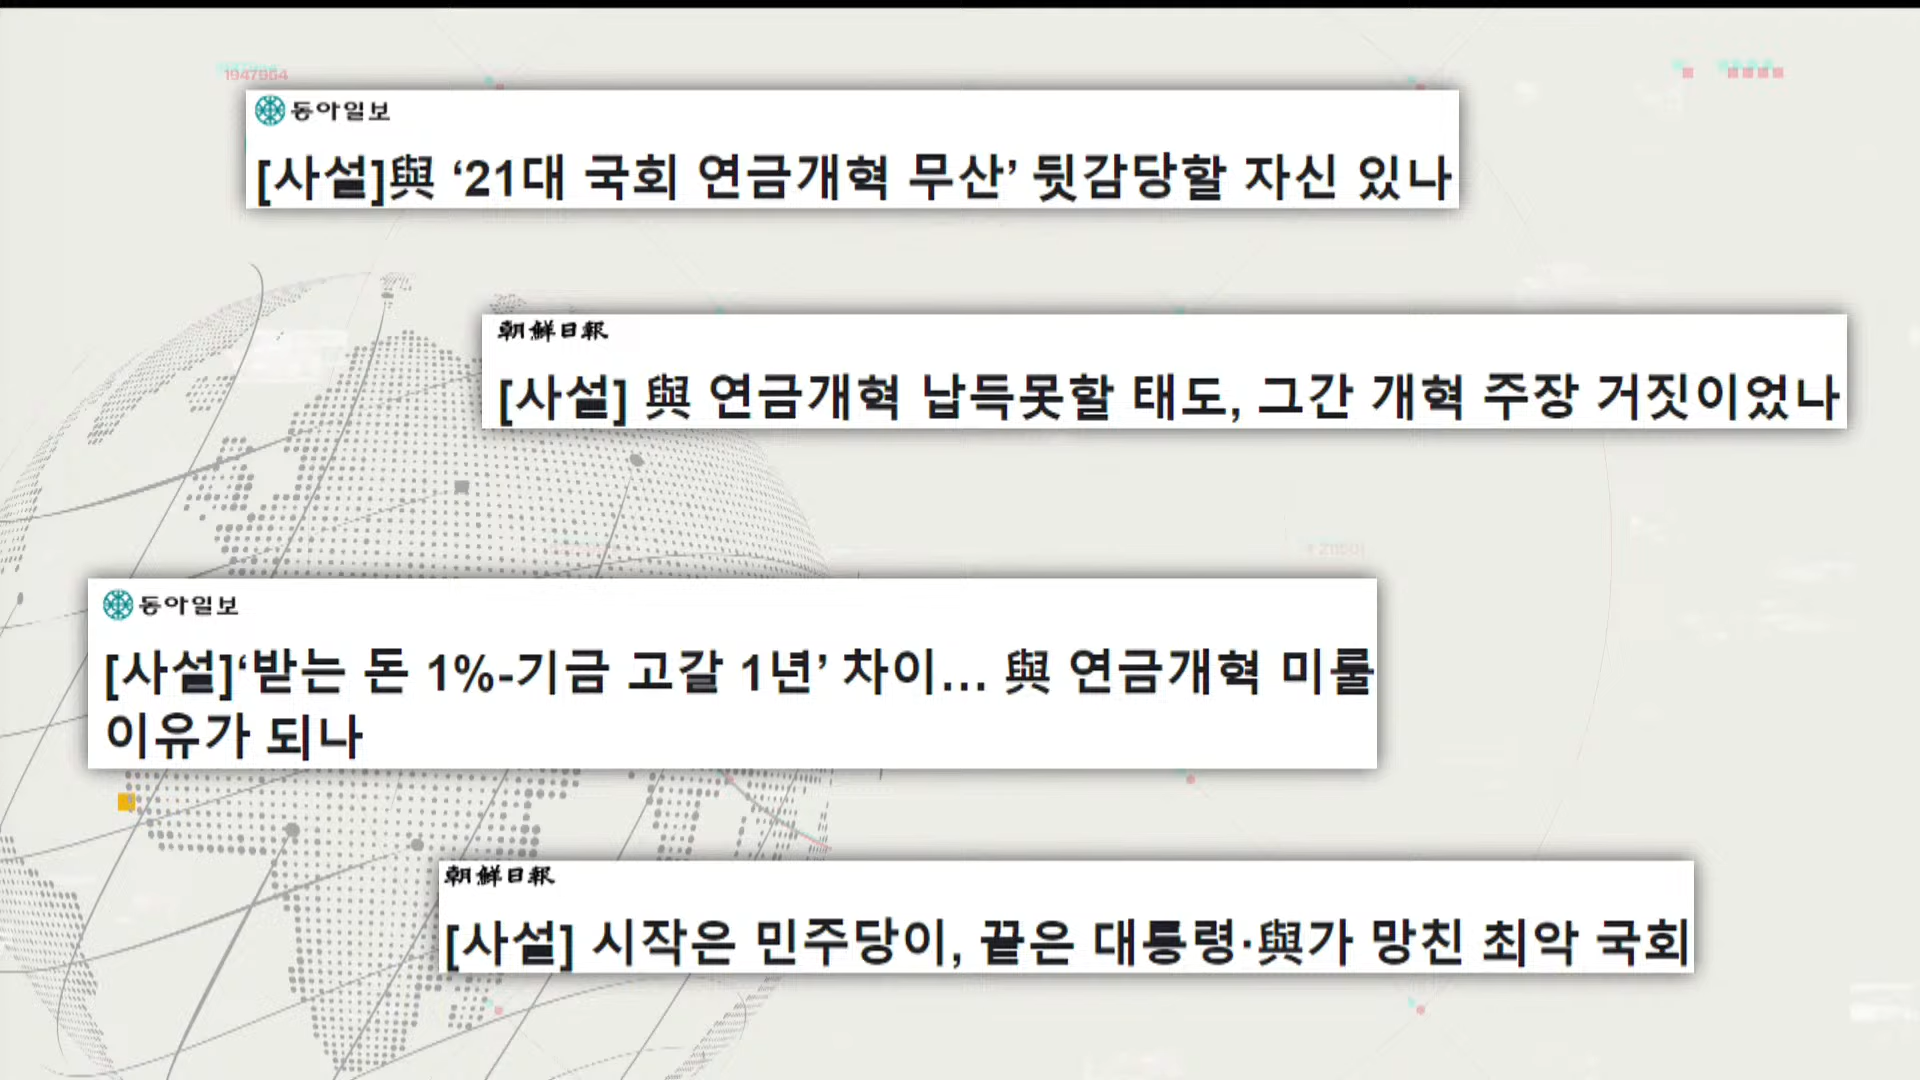 1947964
동아일보
[사설]與 ‘21대 국회 연금개혁 무산’ 뒷감당할 자신 있나
朝鮮日報
[사설] 與 연금개혁 납득못할 태도, 그간 개혁 주장 거짓이었나
동아일보
[사설]‘받는 돈 1%-기금 고갈 1년’ 차이... 與 연금개혁 미룰
이유가 되나
朝鮮日報
[사설] 시작은 민주당이, 끝은 대통령·與가 망친 최악 국회